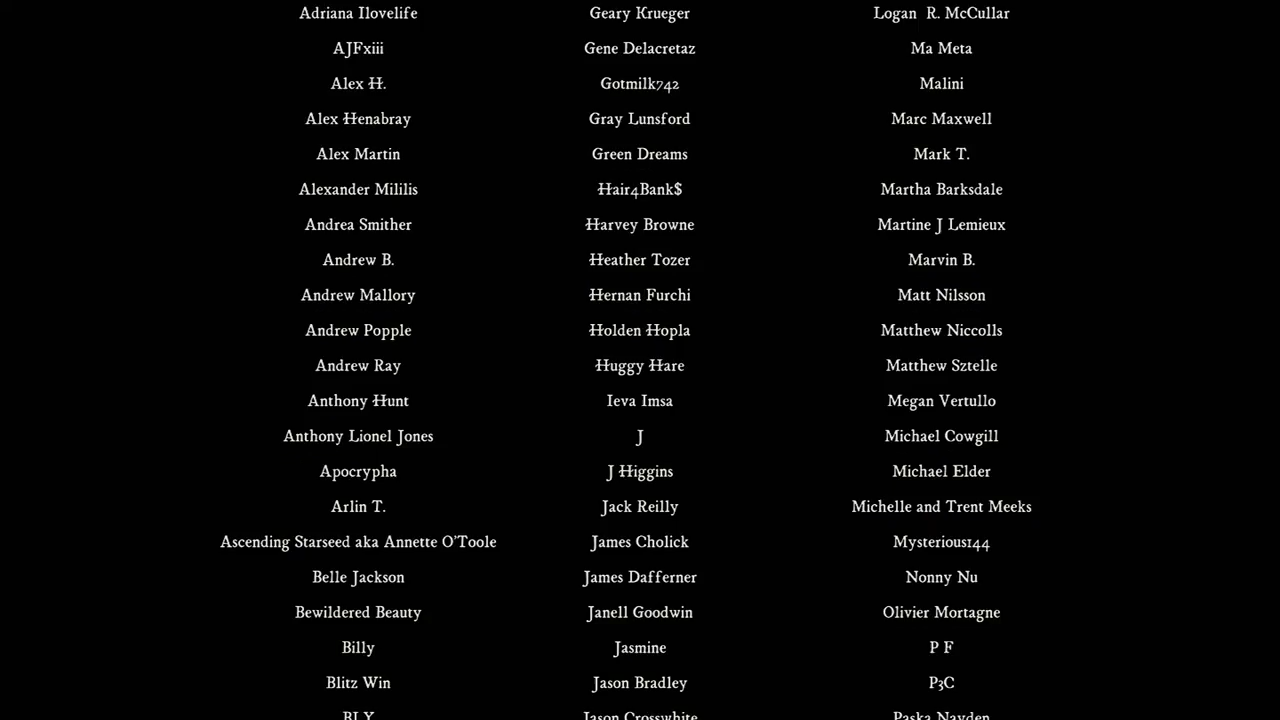 Adriana Ilovelife
AJFxiii
Alex H.
Alex Henabray
Alex Martin
Alexander Mililis
Andrea Smither
Andrew B.
Andrew Mallory
Andrew Popple
Andrew Ray
Anthony Hunt
Anthony Lionel Jones
Apocrypha
Arlin T.
Ascending Starseed aka Annette O'Toole
Belle Jackson
Bewildered Beauty
Billy
Blitz Win
BLY
Geary Krueger
Gene Delacretaz
Gotmilk742
Gray Lunsford
Green Dreams
Hair4Bank$
Harvey Browne
Heather Tozer
Hernan Furchi
Holden Hopla
Huggy Hare
Ieva Imsa
J
J Higgins
Jack Reilly
James Cholick
James Dafferner
Janell Goodwin
Jasmine
Jason Bradley
Jason Crosswhite
Logan  R. McCullar
Ma Meta
Malini
Marc Maxwell
Mark T.
Martha Barksdale
Martine J Lemieux
Marvin B.
Matt Nilsson
Matthew Niccolls
Matthew Sztelle
Megan Vertullo
Michael Cowgill
Michael Elder
Michelle and Trent Meeks
Mysterious144
Nonny Nu
Olivier Mortagne
P F
P3C
Paska Nayden